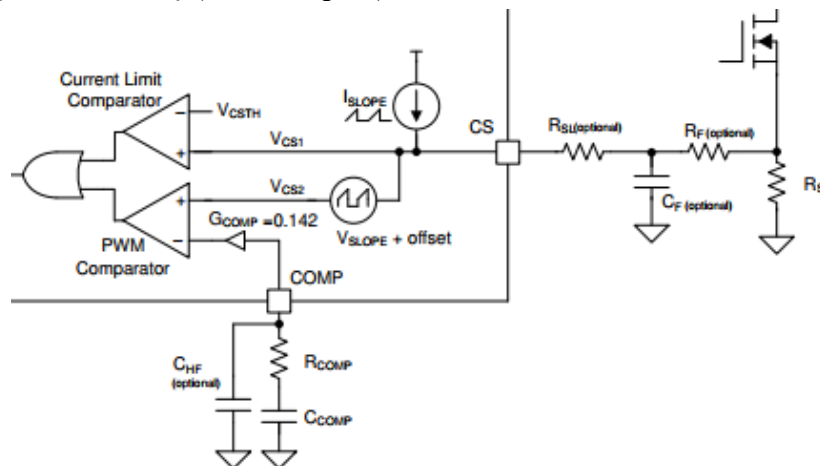 Current Limit
Comparator
VCSTH
ISLOPE
VCS1
CS
RSL(optional)
RF (optional)
CF (optional)
VCS2
GCOMP =0.142
VSLOPE + offset
PWM
Comparator
COMP
CHF
(optional)
RCOMP
CCOMP